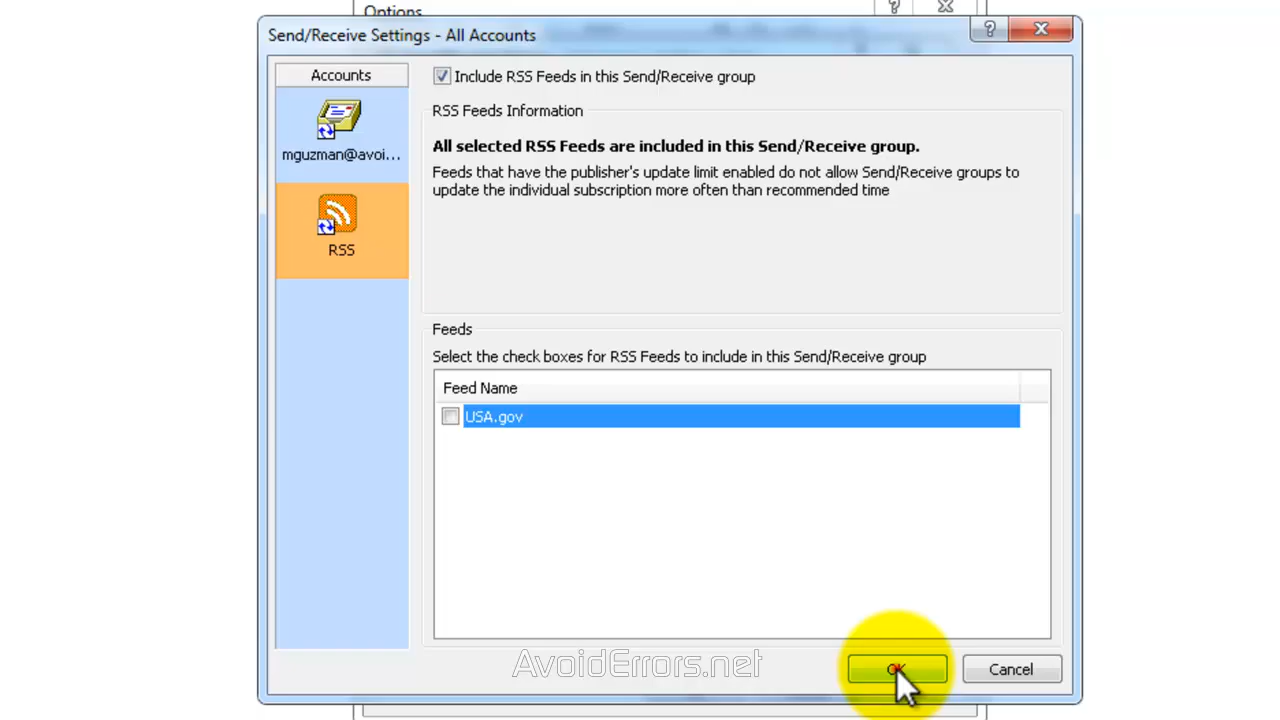 Options
Send/Receive Settings - All Accounts
Accounts
Include RSS Feeds in this Send/Receive group
mguzman@avoi...
RSS
RSS Feeds Information
All selected RSS Feeds are included in this Send/Receive group.
Feeds that have the publisher's update limit enabled do not allow Send/Receive groups to
update the individual subscription more often than recommended time
Feeds
Select the check boxes for RSS Feeds to include in this Send/Receive group
Feed Name
USA.gov
AvoidErrors.net
OK
Cancel